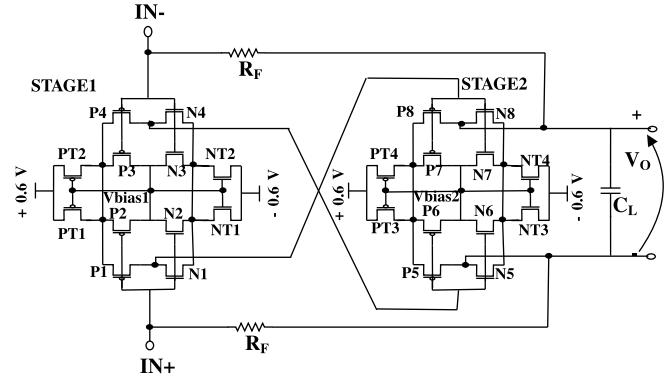 IN-
R_F
STAGE1
STAGE2
P4
N4
P8
N8
+
PT2
P3
N3
NT2
PT4
P7
N7
NT4
V_O
+ 0.6 V
Vbias1
- 0.6 V
+ 0.6 V
Vbias2
- 0.6 V
C_L
PT1
P2
N2
NT1
PT3
P6
N6
NT3
-
P1
N1
P5
N5
R_F
IN+